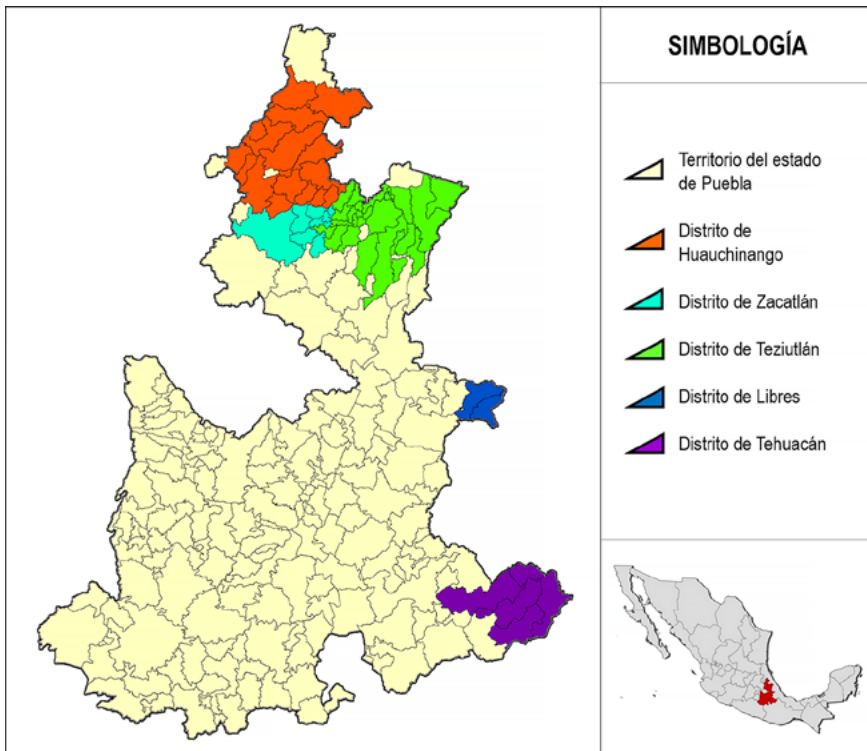 SIMBOLOGÍA
Territorio del estado
de Puebla
Distrito de
Huauchinango
Distrito de Zacatlán
Distrito de Teziutlán
Distrito de Libres
Distrito de Tehuacán